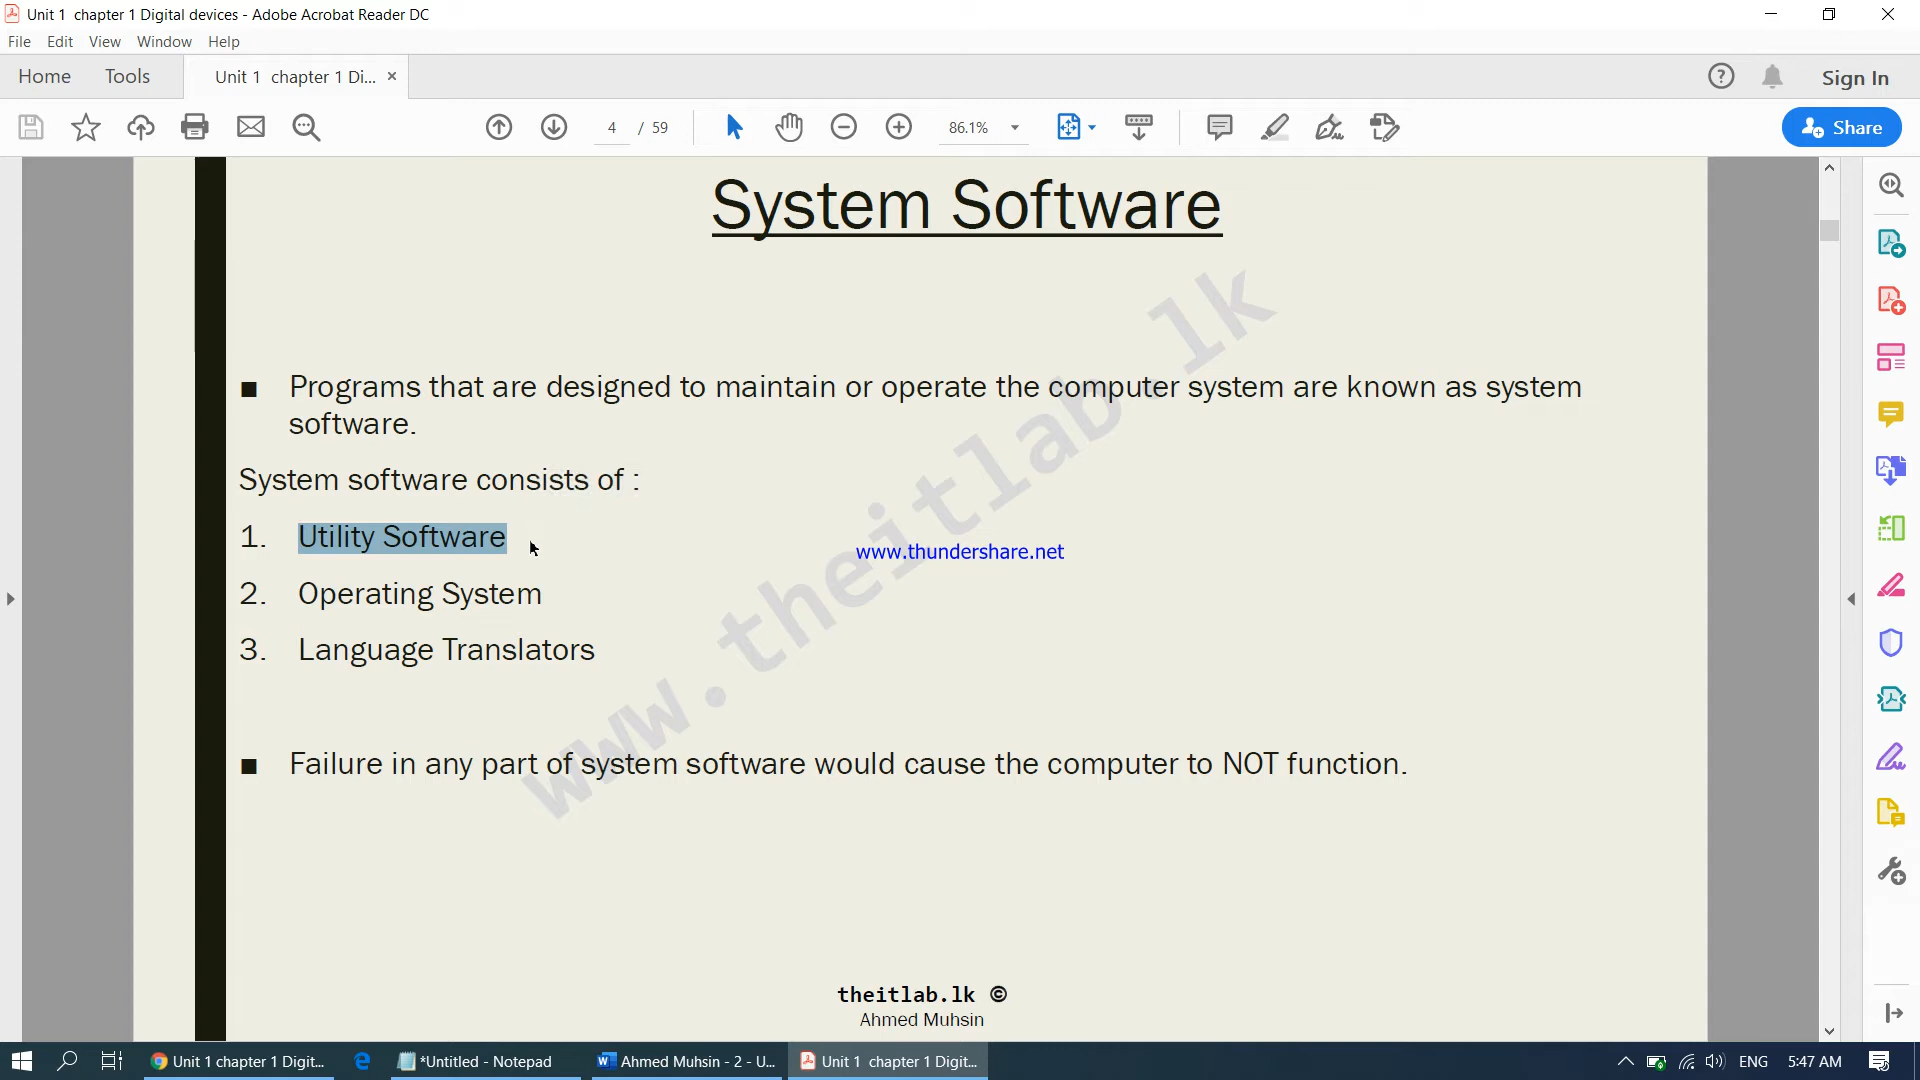 Unit 1  chapter 1 Digital devices - Adobe Acrobat Reader DC
File Edit View Window Help
Home Tools Unit 1  chapter 1 Di... ×
Sign In
4 / 59 86.1% Share
System Software
■ Programs that are designed to maintain or operate the computer system are known as system
software.
System software consists of :
1. Utility Software
www.thundershare.net
2. Operating System
3. Language Translators
www.theitlab.lk
■ Failure in any part of system software would cause the computer to NOT function.
theitlab.lk ©
Ahmed Muhsin
Unit 1 chapter 1 Digit... *Untitled - Notepad Ahmed Muhsin - 2 - U... Unit 1  chapter 1 Digit... ENG 5:47 AM